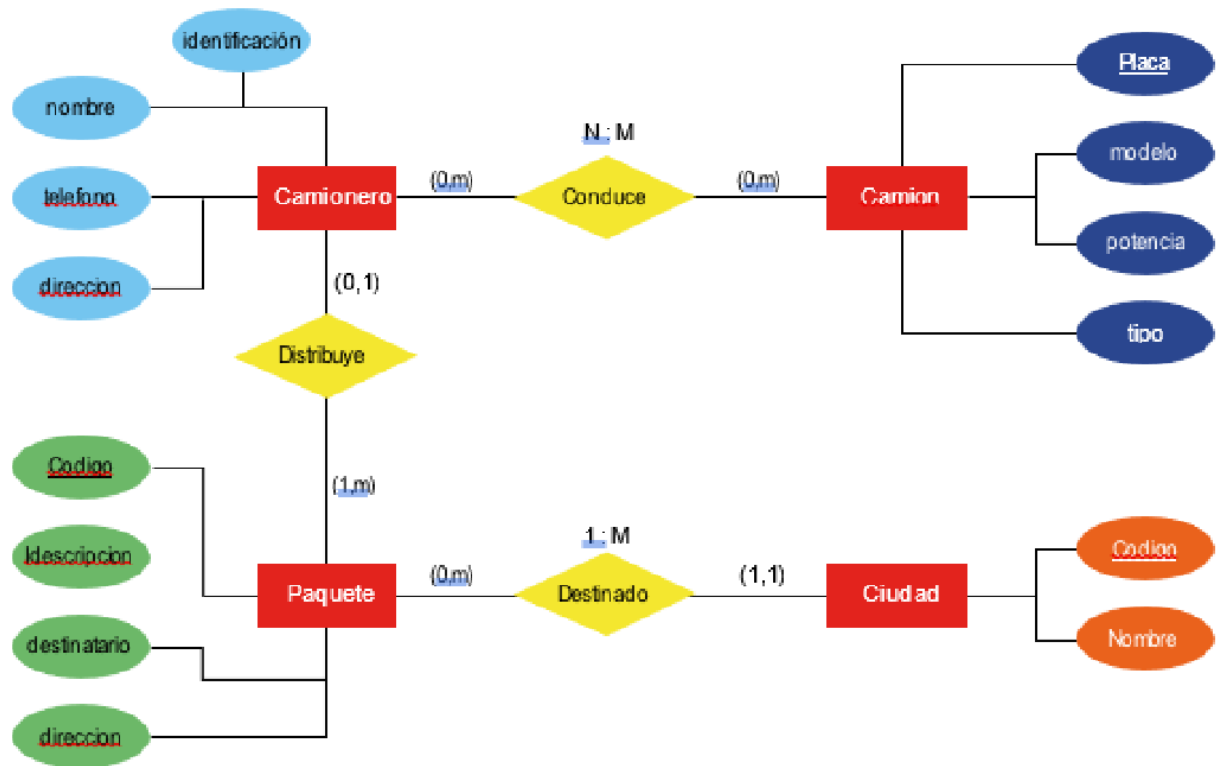 identificación
nombre
N : M
Placa
modelo
telefono
Camionero
(0,m)
Conduce
(0,m)
Camion
potencia
direccion
(0,1)
tipo
Distribuye
Codigo
(1,m)
Idescripcion
1 : M
Codigo
Paquete
(0,m)
Destinado
(1,1)
Ciudad
destinatario
Nombre
direccion